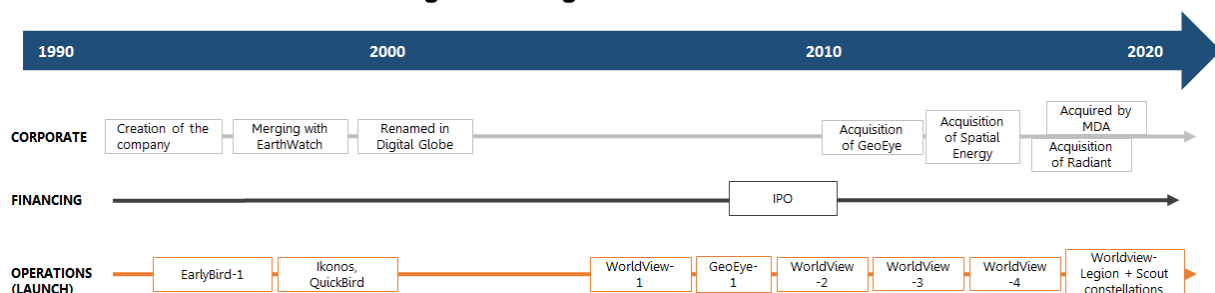 1990 2000 2010 2020
CORPORATE
Creation of the
company
Merging with
EarthWatch
Renamed in
Digital Globe
Acquisition
of GeoEye
Acquisition
of Spatial
Energy
Acquired by
MDA
Acquisition
of Radiant
FINANCING
IPO
OPERATIONS
(LAUNCH)
EarlyBird-1
Ikonos,
QuickBird
WorldView-
1
GeoEye-
1
WorldView
-2
WorldView
-3
WorldView
-4
Worldview-
Legion + Scout
constellations